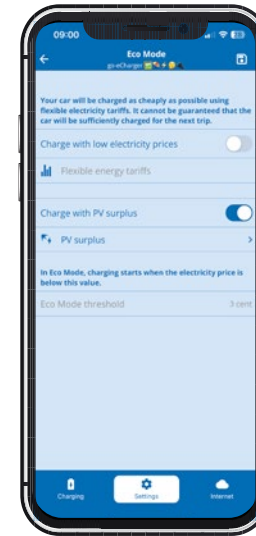 09:00
Eco Mode
go-eCharger
Your car will be charged as cheaply as possible using
flexible electricity tariffs. It cannot be guaranteed that the
car will be sufficiently charged for the next trip.
Charge with low electricity prices
Flexible energy tariffs
Charge with PV surplus
PV surplus
In Eco Mode, charging starts when the electricity price is
below this value.
Eco Mode threshold 3 cent
Charging Settings Internet